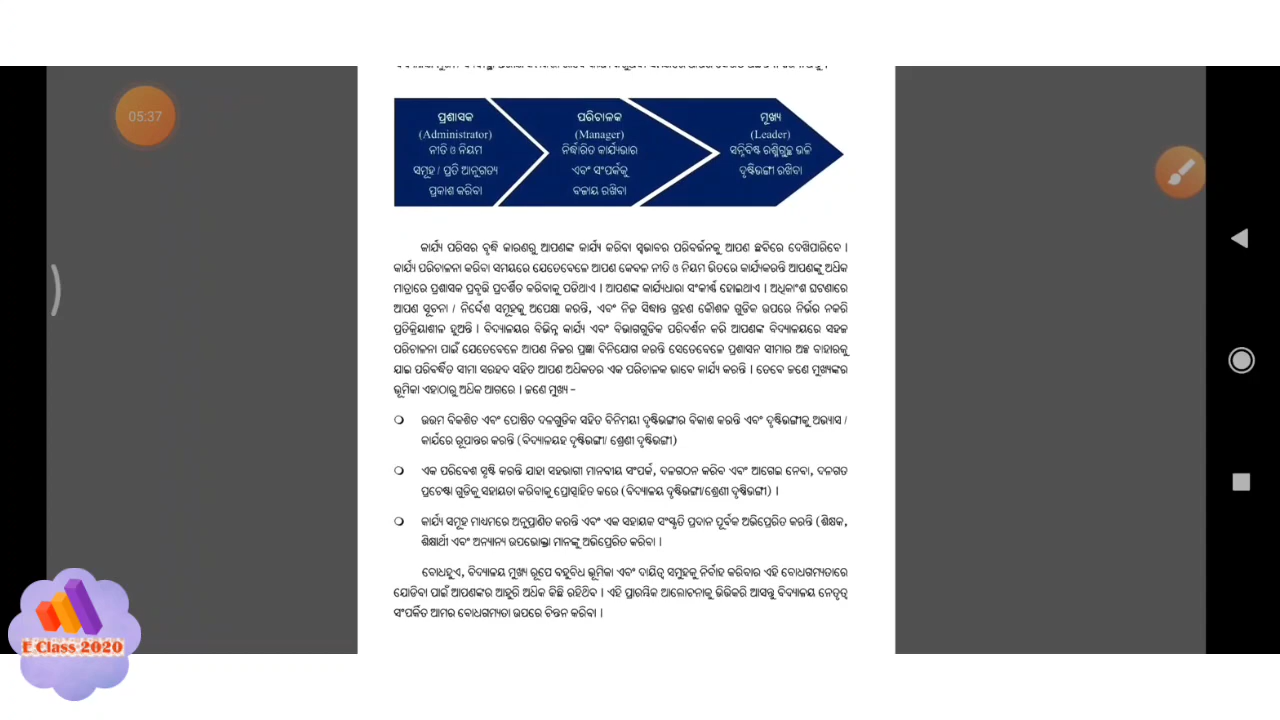 05:37
ପ୍ରଶାସକ
(Administrator)
ନୀତି ଓ ନିୟମ
ସମୂହ / ପ୍ରତି ଆନୁଗତ୍ୟ
ପ୍ରକାଶ କରିବା
ପରିଚାଳକ
(Manager)
ନିର୍ଦ୍ଧାରିତ କାର୍ଯ୍ୟଭାର
ଏବଂ ସଂପର୍କକୁ
ବଜାୟ ରଖିବା
ମୁଖ୍ୟ
(Leader)
ସନ୍ନିବିଷ୍ଟ ରଶ୍ମିଗୁଚ୍ଛ ଭଳି
ଦୃଷ୍ଟିଭଙ୍ଗୀ ରଖିବା
କାର୍ଯ୍ୟ ପରିସର ବୃଦ୍ଧି କାରଣରୁ ଆପଣଙ୍କ କାର୍ଯ୍ୟ କରିବା ସ୍ୱଭାବର ପରିବର୍ତ୍ତନକୁ ଆପଣ ଛବିରେ ଦେଖିପାରିବେ ।
କାର୍ଯ୍ୟ ପରିଚାଳନା କରିବା ସମୟରେ ଯେତେବେଳେ ଆପଣ କେବଳ ନୀତି ଓ ନିୟମ ଭିତରେ କାର୍ଯ୍ୟକରନ୍ତି ଆପଣଙ୍କୁ ଅଧିକ
ମାତ୍ରାରେ ପ୍ରଶାସକ ପ୍ରବୃତ୍ତି ପ୍ରଦର୍ଶିତ କରିବାକୁ ପଡିଥାଏ । ଆପଣଙ୍କ କାର୍ଯ୍ୟଧାରା ସଂକୀର୍ଣ୍ଣ ହୋଇଥାଏ । ଅଧିକାଂଶ ଘଟଣାରେ
ଆପଣ ସୂଚନା / ନିର୍ଦ୍ଦେଶ ସମୂହକୁ ଅପେକ୍ଷା କରନ୍ତି, ଏବଂ ନିଜ ସିଦ୍ଧାନ୍ତ ଗ୍ରହଣ କୌଶଳ ଗୁଡିକ ଉପରେ ନିର୍ଭର ନକରି
ପ୍ରତିକ୍ରିୟାଶୀଳ ହୁଅନ୍ତି । ବିଦ୍ୟାଳୟର ବିଭିନ୍ନ କାର୍ଯ୍ୟ ଏବଂ ବିଭାଗଗୁଡିକ ପରିଦର୍ଶନ କରି ଆପଣଙ୍କ ବିଦ୍ୟାଳୟରେ ସହଜ
ପରିଚାଳନା ପାଇଁ ଯେତେବେଳେ ଆପଣ ନିଜର ପ୍ରଜ୍ଞା ବିନିଯୋଗ କରନ୍ତି ସେତେବେଳେ ପ୍ରଶାସନ ସୀମାର ଅଳ୍ପ ବାହାରକୁ
ଯାଇ ପରିବର୍ଦ୍ଧିତ ସୀମା ସରହଦ ସହିତ ଆପଣ ଅଧିକତର ଏକ ପରିଚାଳକ ଭାବେ କାର୍ଯ୍ୟ କରନ୍ତି । ତେବେ ଜଣେ ମୁଖ୍ୟଙ୍କର
ଭୂମିକା ଏହାଠାରୁ ଅଧିକ ଆଗରେ । ଜଣେ ମୁଖ୍ୟ –
ଉତ୍ତମ ବିକଶିତ ଏବଂ ପୋଷିତ ଦଳଗୁଡିକ ସହିତ ବିନିମୟୀ ଦୃଷ୍ଟିଭଙ୍ଗୀର ବିକାଶ କରନ୍ତି ଏବଂ ଦୃଷ୍ଟିଭଙ୍ଗୀକୁ ଅଭ୍ୟାସ /
କାର୍ଯରେ ରୂପାନ୍ତର କରନ୍ତି (ବିଦ୍ୟାଳୟହ ଦୃଷ୍ଟିଭଙ୍ଗୀ/ ଶ୍ରେଣୀ ଦୃଷ୍ଟିଭଙ୍ଗୀ)
ଏକ ପରିବେଶ ସୃଷ୍ଟି କରନ୍ତି ଯାହା ସହଭାଗୀ ମାନବୀୟ ସଂପର୍କ, ଦଳଗଠନ କରିବ ଏବଂ ଆଗେଇ ନେବା, ଦଳଗତ
ପ୍ରଚେଷ୍ଟା ଗୁଡିକୁ ସହାୟତା କରିବାକୁ ପ୍ରୋତ୍ସାହିତ କରେ (ବିଦ୍ୟାଳୟ ଦୃଷ୍ଟିଭଙ୍ଗୀ/ଶ୍ରେଣୀ ଦୃଷ୍ଟିଭଙ୍ଗୀ) ।
କାର୍ଯ୍ୟ ସମୂହ ମାଧ୍ୟମରେ ଅନୁପ୍ରାଣିତ କରନ୍ତି ଏବଂ ଏକ ସହାୟକ ସଂସ୍କୃତି ପ୍ରଦାନ ପୂର୍ବକ ଅଭିପ୍ରେରିତ କରନ୍ତି (ଶିକ୍ଷକ,
ଶିକ୍ଷାର୍ଥୀ ଏବଂ ଅନ୍ୟାନ୍ୟ ଉପଭୋକ୍ତା ମାନଙ୍କୁ ଅଭିପ୍ରେରିତ କରିବା ।
ବୋଧହୁଏ, ବିଦ୍ୟାଳୟ ମୁଖ୍ୟ ରୂପେ ବହୁବିଧ ଭୂମିକା ଏବଂ ଦାୟିତ୍ୱ ସମୁହକୁ ନିର୍ବାହ କରିବାର ଏହି ବୋଧଗମ୍ୟତାରେ
ଯୋଡିବା ପାଇଁ ଆପଣଙ୍କର ଆହୁରି ଅଧିକ କିଛି ରହିଥିବ । ଏହି ପ୍ରାରମ୍ଭିକ ଆଲୋଚନାକୁ ଭିତ୍ତିକରି ଆସନ୍ତୁ ବିଦ୍ୟାଳୟ ନେତୃତ୍ୱ
ସଂପର୍କିତ ଆମର ବୋଧଗମ୍ୟତା ଉପରେ ଚିନ୍ତନ କରିବା ।
E Class 2020